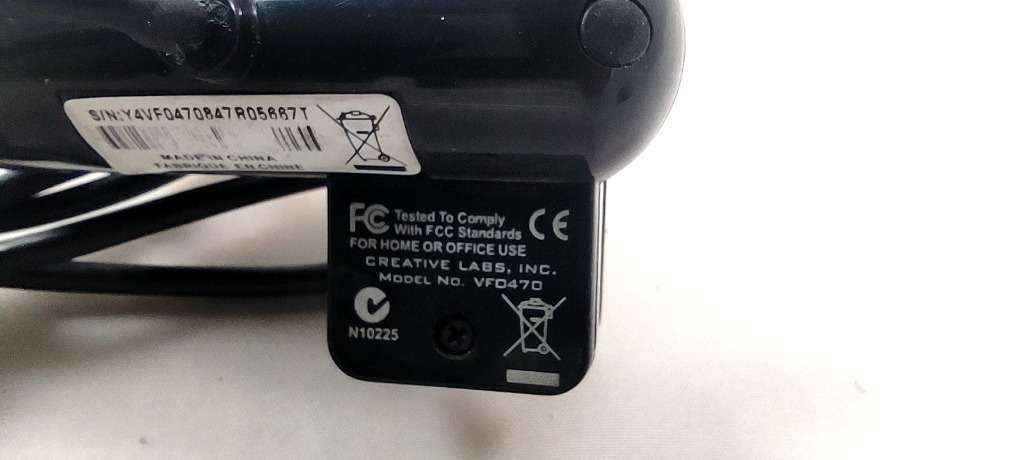 S/N:Y4VF0470847R05667T
MADE IN CHINA
FABRIQUE EN CHINE
FC Tested To Comply
With FCC Standards CE
FOR HOME OR OFFICE USE
CREATIVE LABS, INC.
MODEL NO. VF0470
N10225